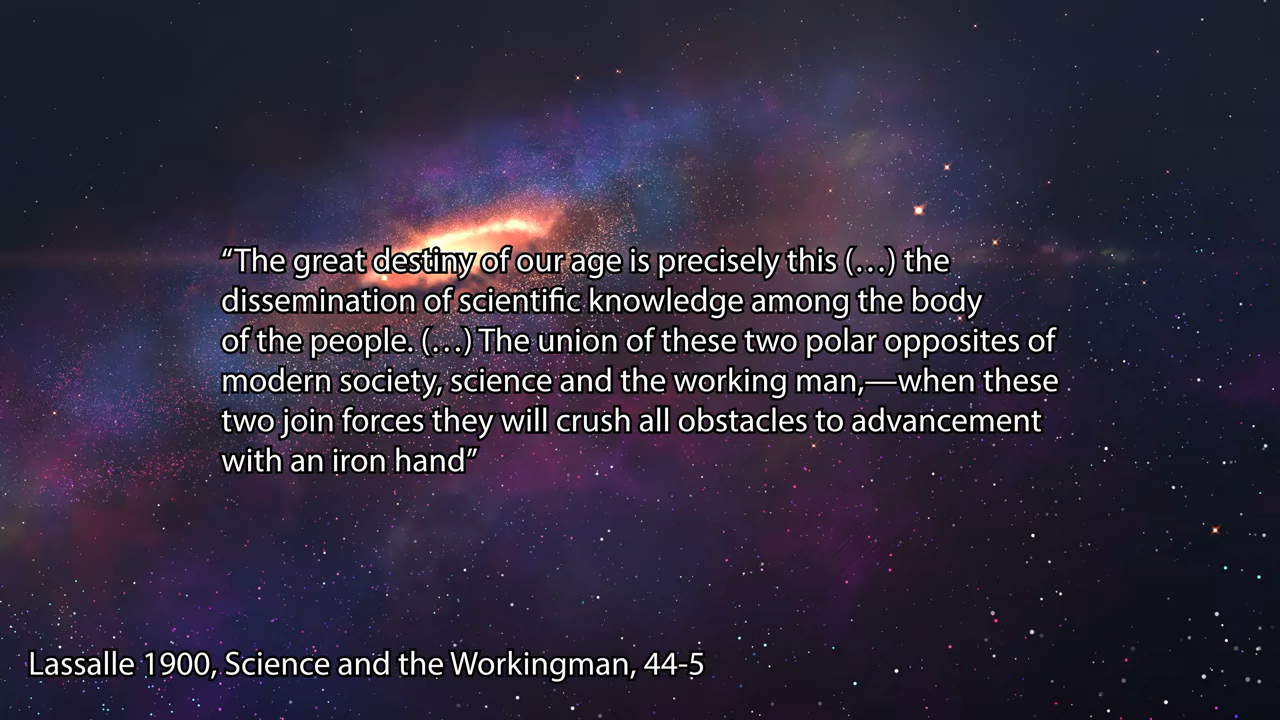 “The great destiny of our age is precisely this (…) the
dissemination of scientific knowledge among the body
of the people. (…) The union of these two polar opposites of
modern society, science and the working man,—when these
two join forces they will crush all obstacles to advancement
with an iron hand”
Lassalle 1900, Science and the Workingman, 44-5